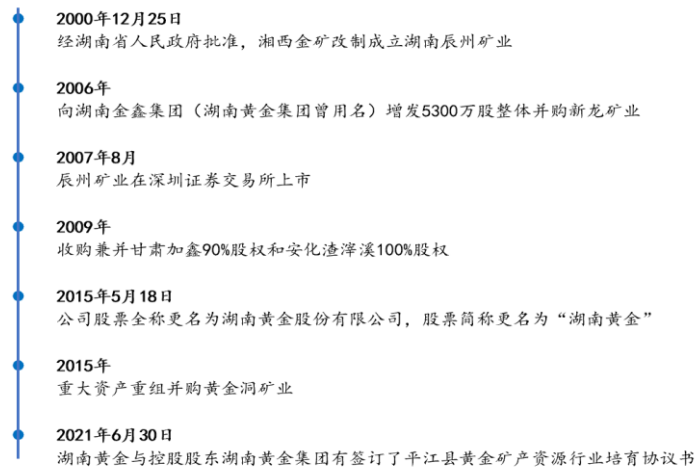 2000年12月25日
经湖南省人民政府批准，湘西金矿改制成立湖南辰州矿业
2006年
向湖南金鑫集团（湖南黄金集团曾用名）增发5300万股整体并购新龙矿业
2007年8月
辰州矿业在深圳证券交易所上市
2009年
收购兼并甘肃加鑫90%股权和安化渣滓溪100%股权
2015年5月18日
公司股票全称更名为湖南黄金股份有限公司，股票简称更名为“湖南黄金”
2015年
重大资产重组并购黄金洞矿业
2021年6月30日
湖南黄金与控股股东湖南黄金集团有签订了平江县黄金矿产资源行业培育协议书